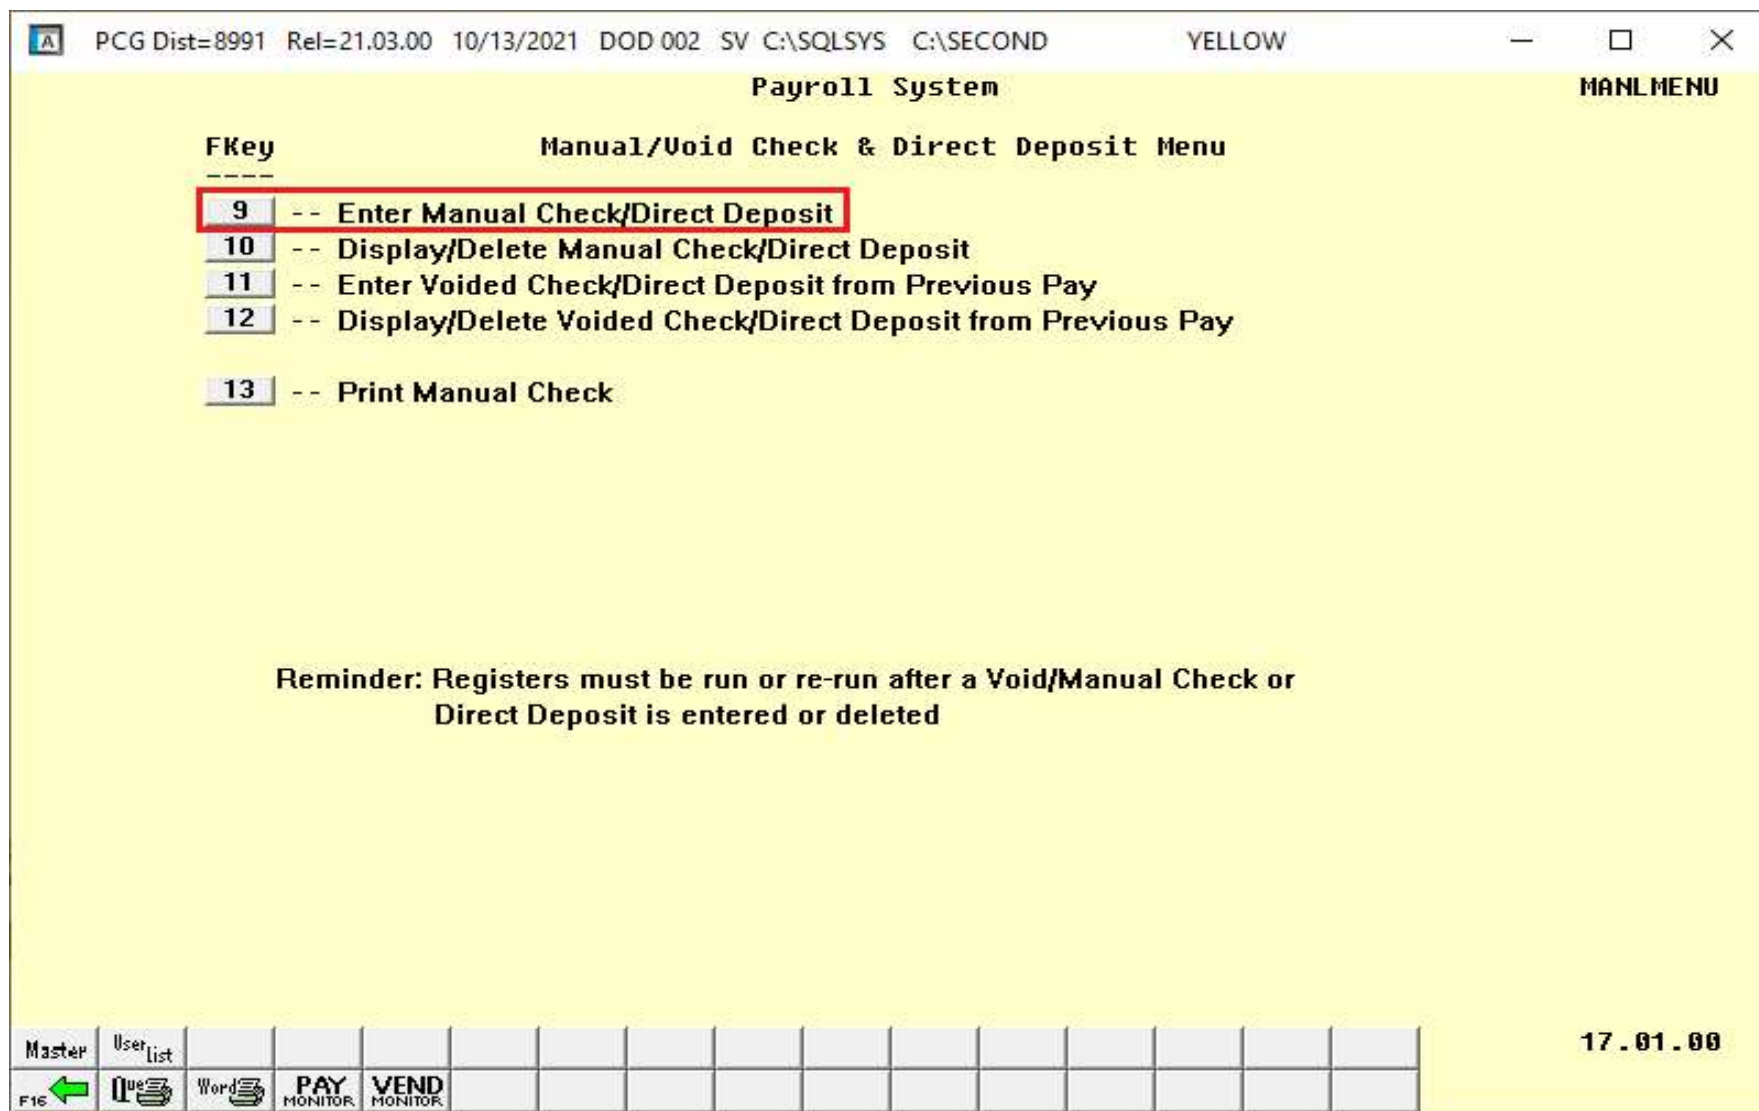 A PCG Dist=8991 Rel=21.03.00 10/13/2021 DOD 002 SV C:\SQLSYS C:\SECOND YELLOW
Payroll System MANLMENU
FKey Manual/Void Check & Direct Deposit Menu
----
9 -- Enter Manual Check/Direct Deposit
10 -- Display/Delete Manual Check/Direct Deposit
11 -- Enter Voided Check/Direct Deposit from Previous Pay
12 -- Display/Delete Voided Check/Direct Deposit from Previous Pay
13 -- Print Manual Check
Reminder: Registers must be run or re-run after a Void/Manual Check or
Direct Deposit is entered or deleted
Master User list 17.01.00
F16 Que Word PAY MONITOR VEND MONITOR